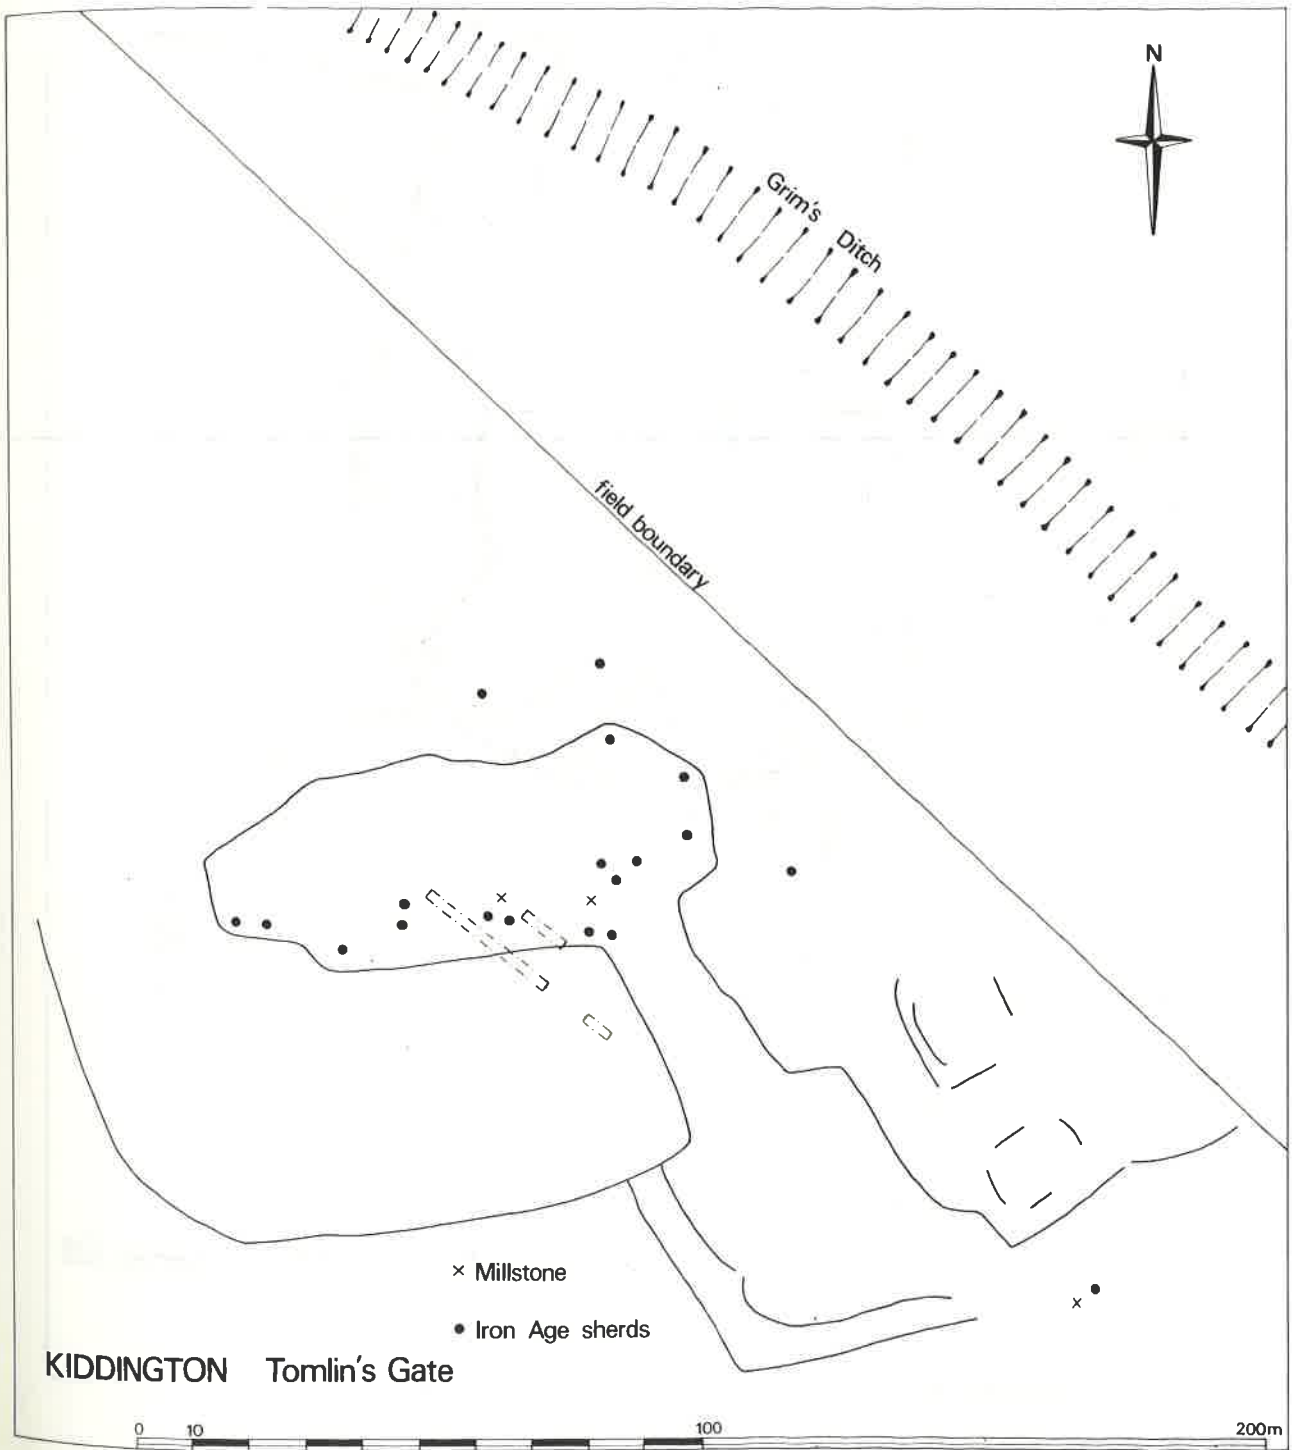 N
Grim's Ditch
field boundary
× Millstone
● Iron Age sherds
KIDDINGTON Tomlin's Gate
0 10 100 200m